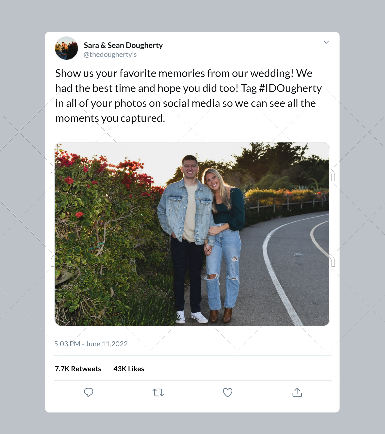 Sara & Sean Dougherty
@thedougherty's
Show us your favorite memories from our wedding! We
had the best time and hope you did too! Tag #IDOugherty
in all of your photos on social media so we can see all the
moments you captured.
5:03 PM - June 11,2022
7.7K Retweets 43K Likes